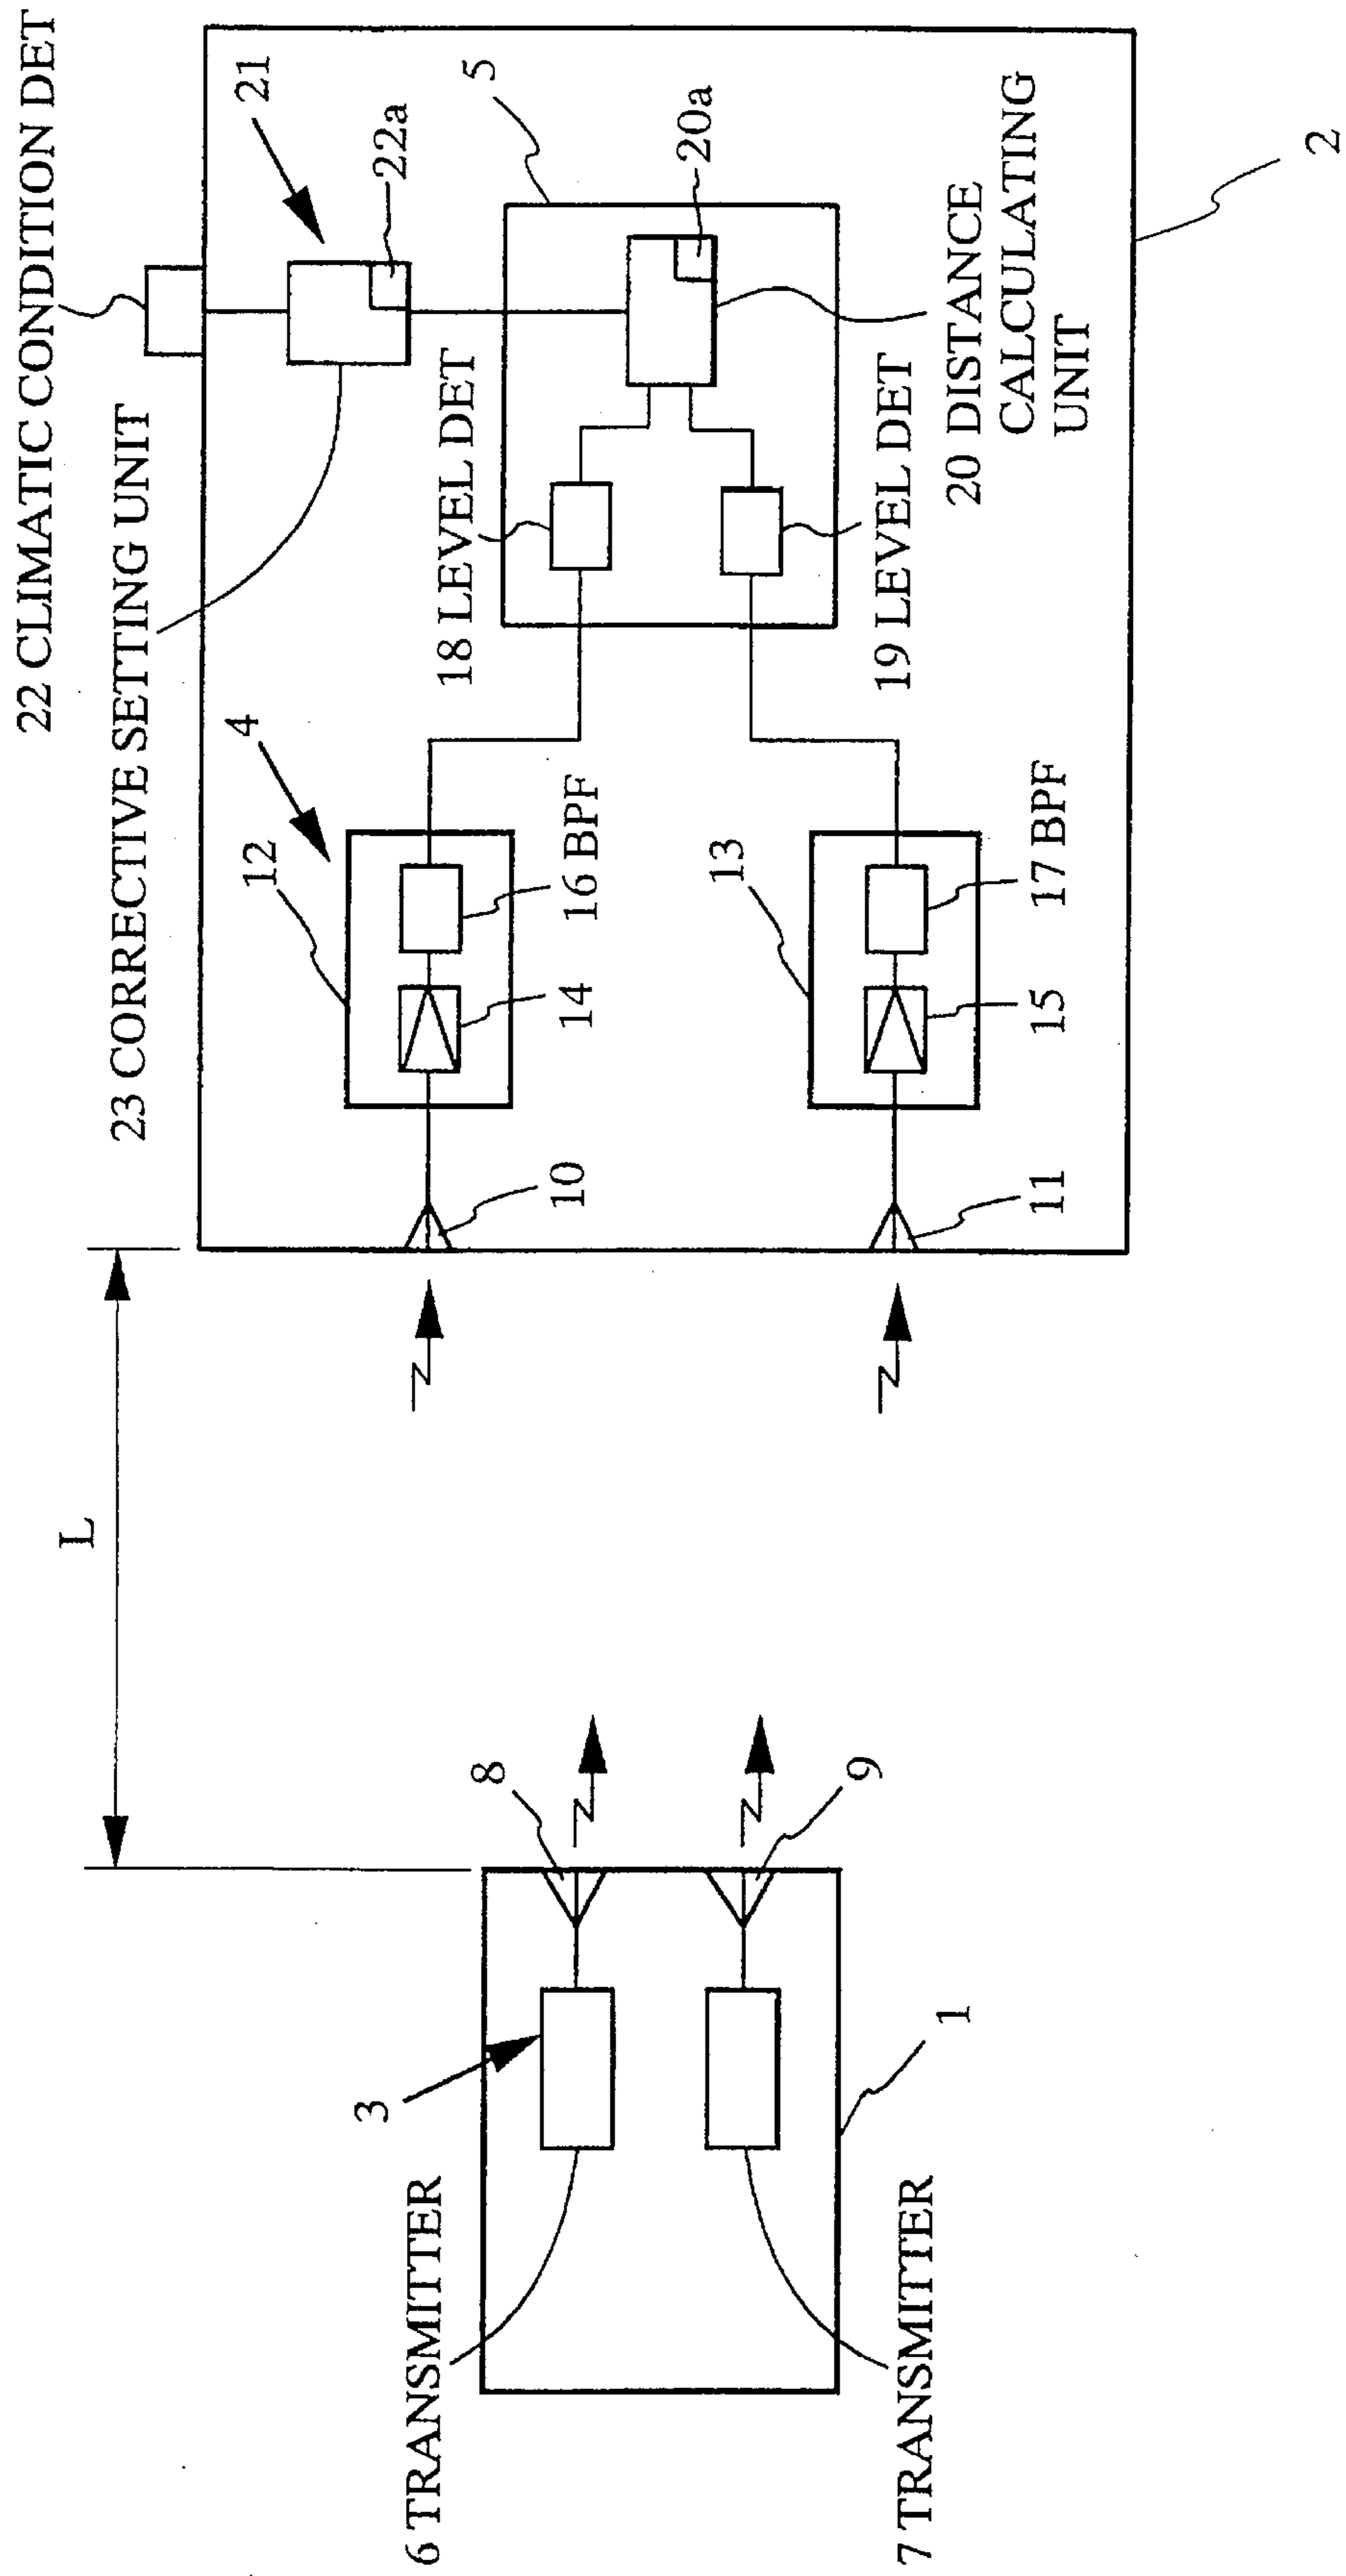 22 CLIMATIC CONDITION DET
23 CORRECTIVE SETTING UNIT
21
22a
4
12
16 BPF
14
10
18 LEVEL DET
5
20a
19 LEVEL DET
20 DISTANCE
CALCULATING
UNIT
13
17 BPF
15
11
2
L
8
9
3
6 TRANSMITTER
7 TRANSMITTER
1